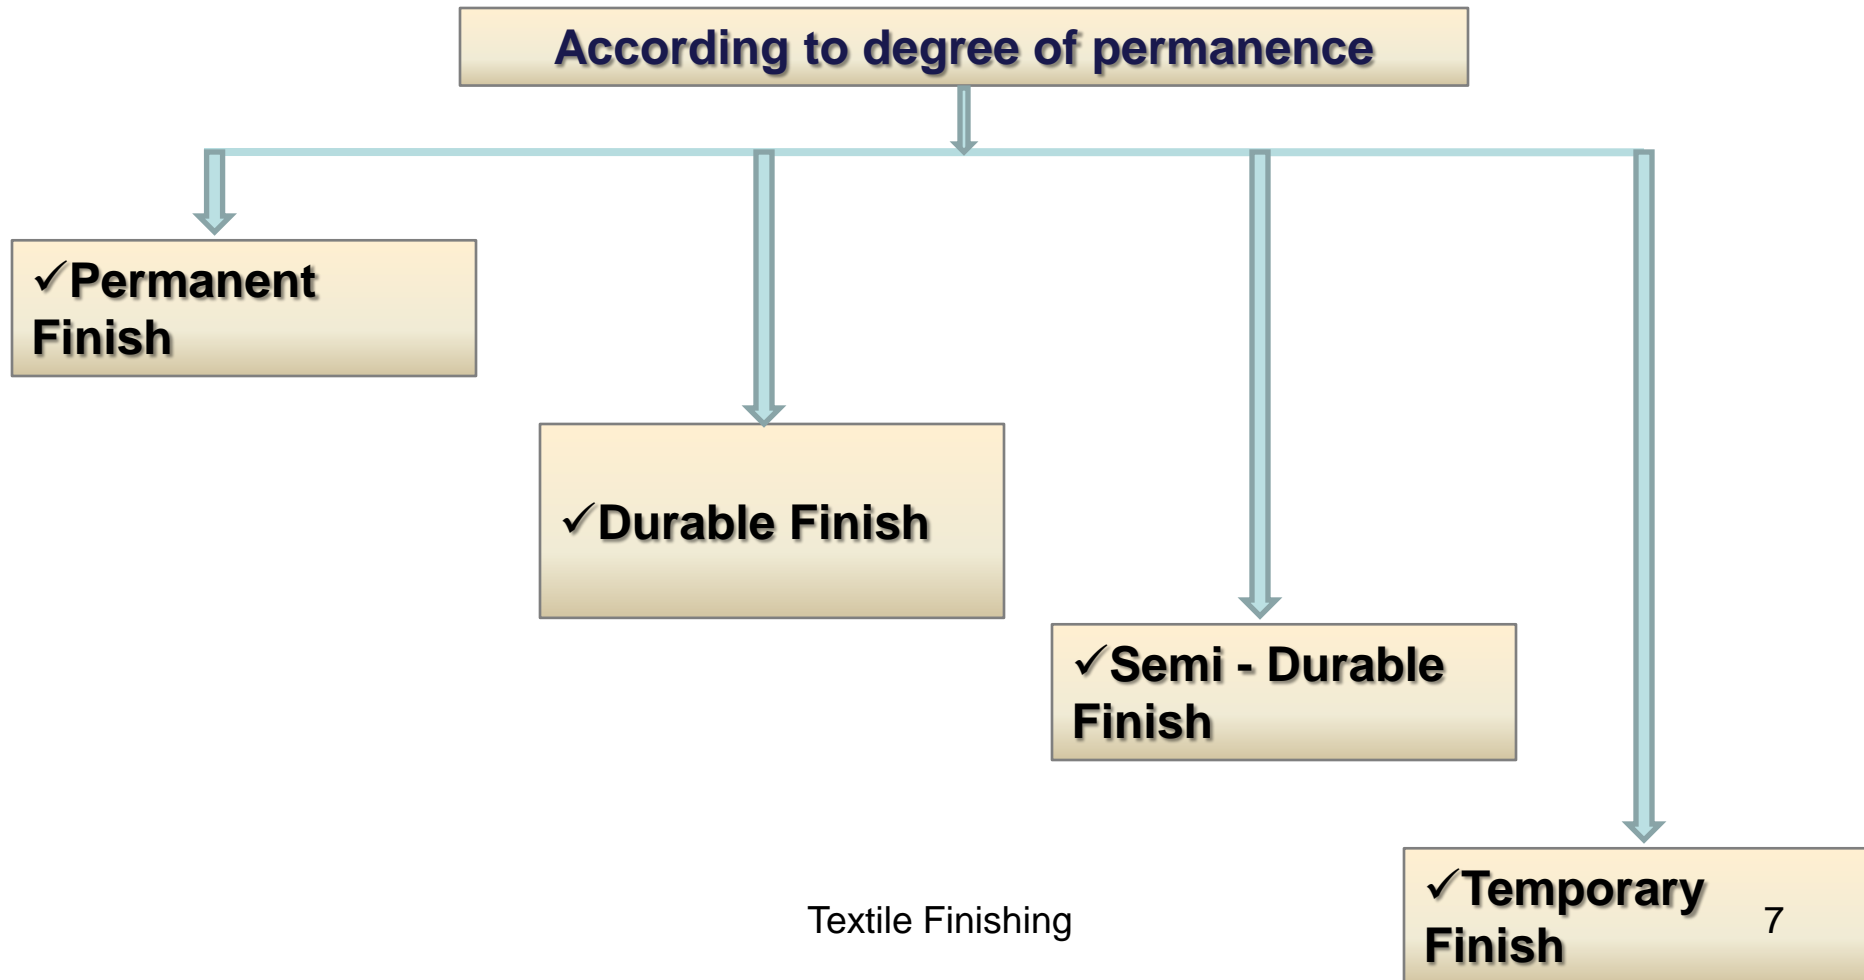 According to degree of permanence
✓Permanent
Finish
✓Durable Finish
✓Semi - Durable
Finish
✓Temporary
Finish
Textile Finishing
7